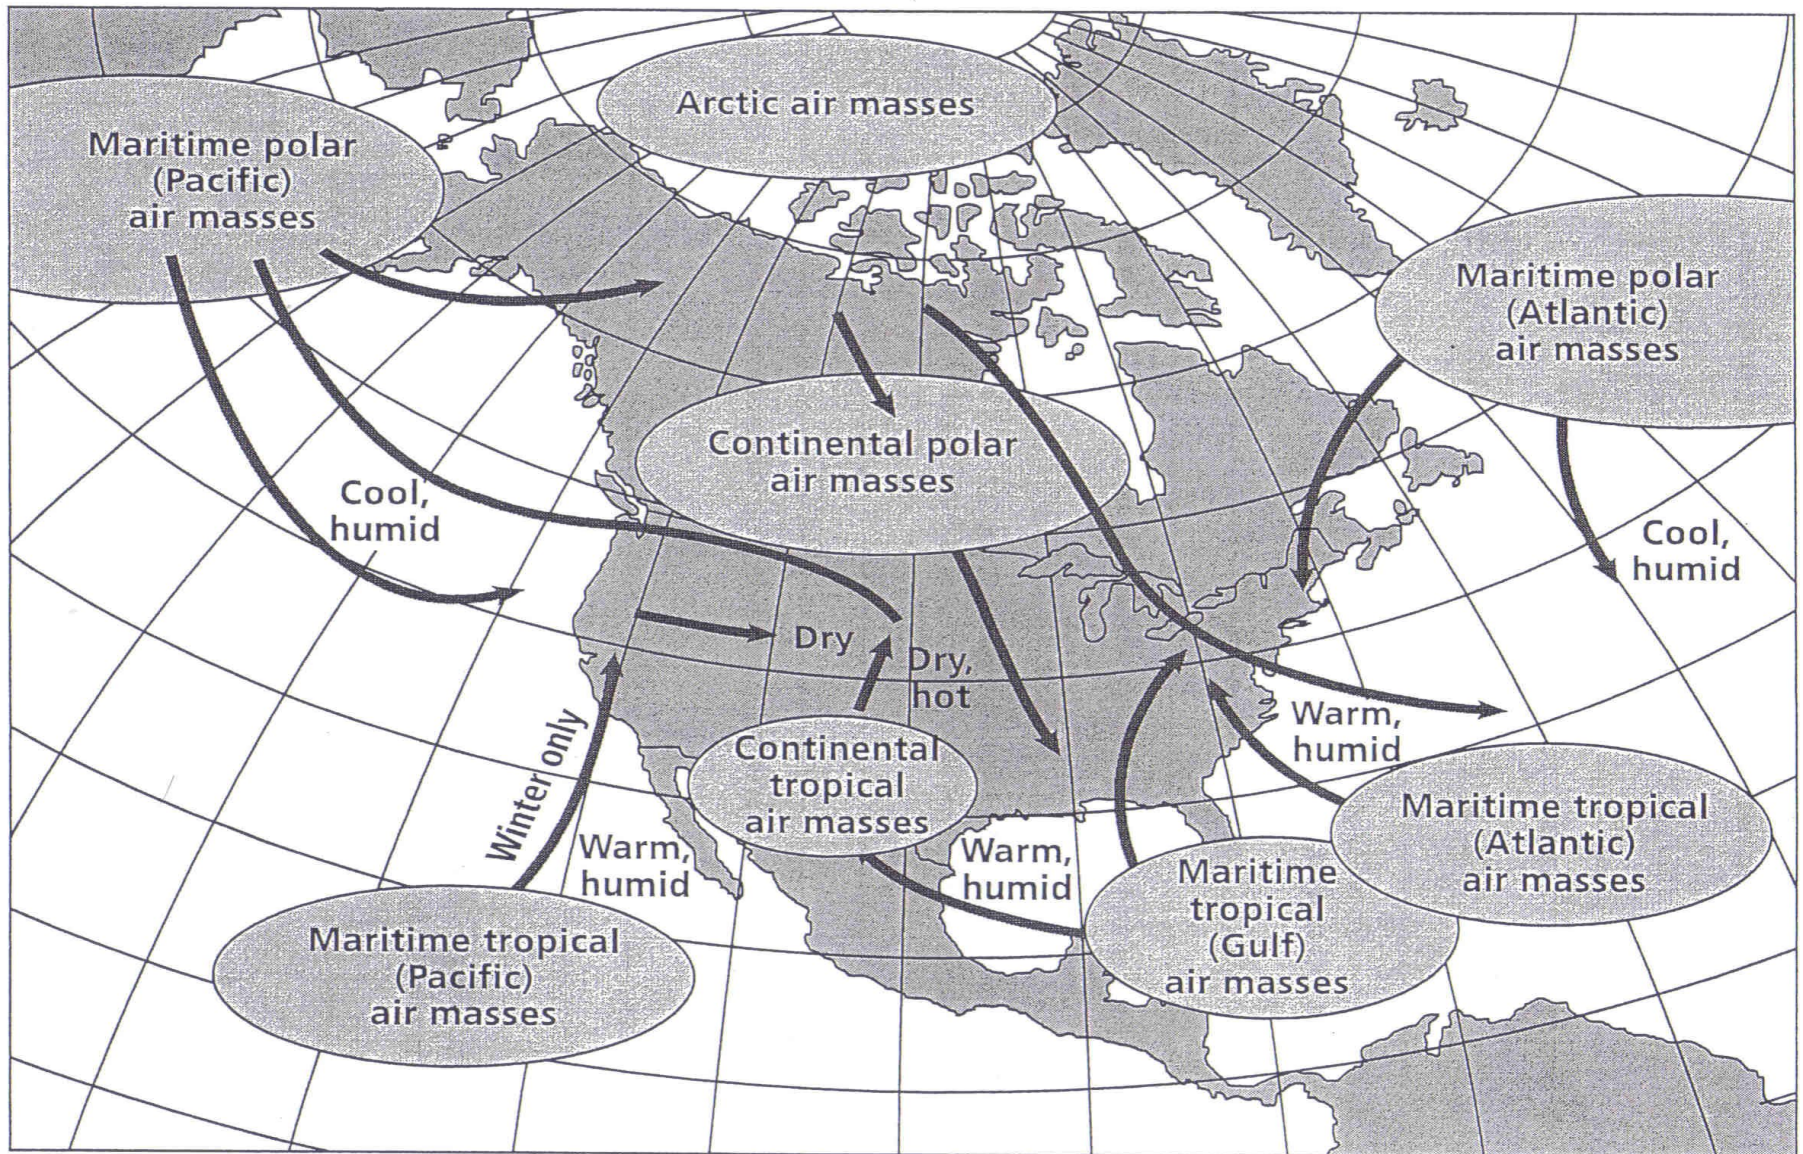 Arctic air masses
Maritime polar
(Pacific)
air masses
Maritime polar
(Atlantic)
air masses
Continental polar
air masses
Cool,
humid
Cool,
humid
Dry
Dry,
hot
Winter only
Warm,
humid
Continental
tropical
air masses
Warm,
humid
Warm,
humid
Maritime tropical
(Atlantic)
air masses
Maritime
tropical
(Gulf)
air masses
Maritime tropical
(Pacific)
air masses